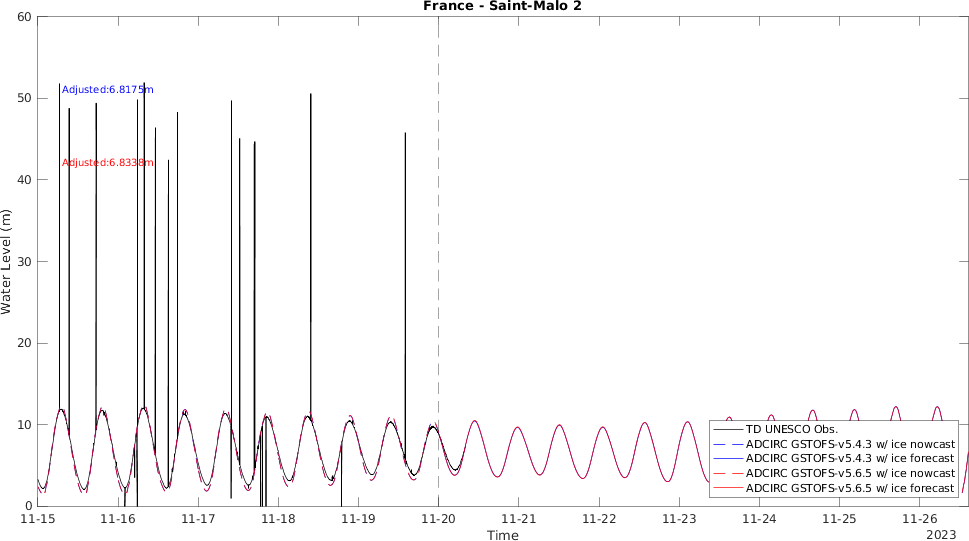 France - Saint-Malo 2
60
50
40
30
20
10
0
Water Level (m)
Adjusted:6.8175m
Adjusted:6.8338m
TD UNESCO Obs.
ADCIRC GSTOFS-v5.4.3 w/ ice nowcast
ADCIRC GSTOFS-v5.4.3 w/ ice forecast
ADCIRC GSTOFS-v5.6.5 w/ ice nowcast
ADCIRC GSTOFS-v5.6.5 w/ ice forecast
11-15 11-16 11-17 11-18 11-19 11-20 11-21 11-22 11-23 11-24 11-25 11-26
Time
2023